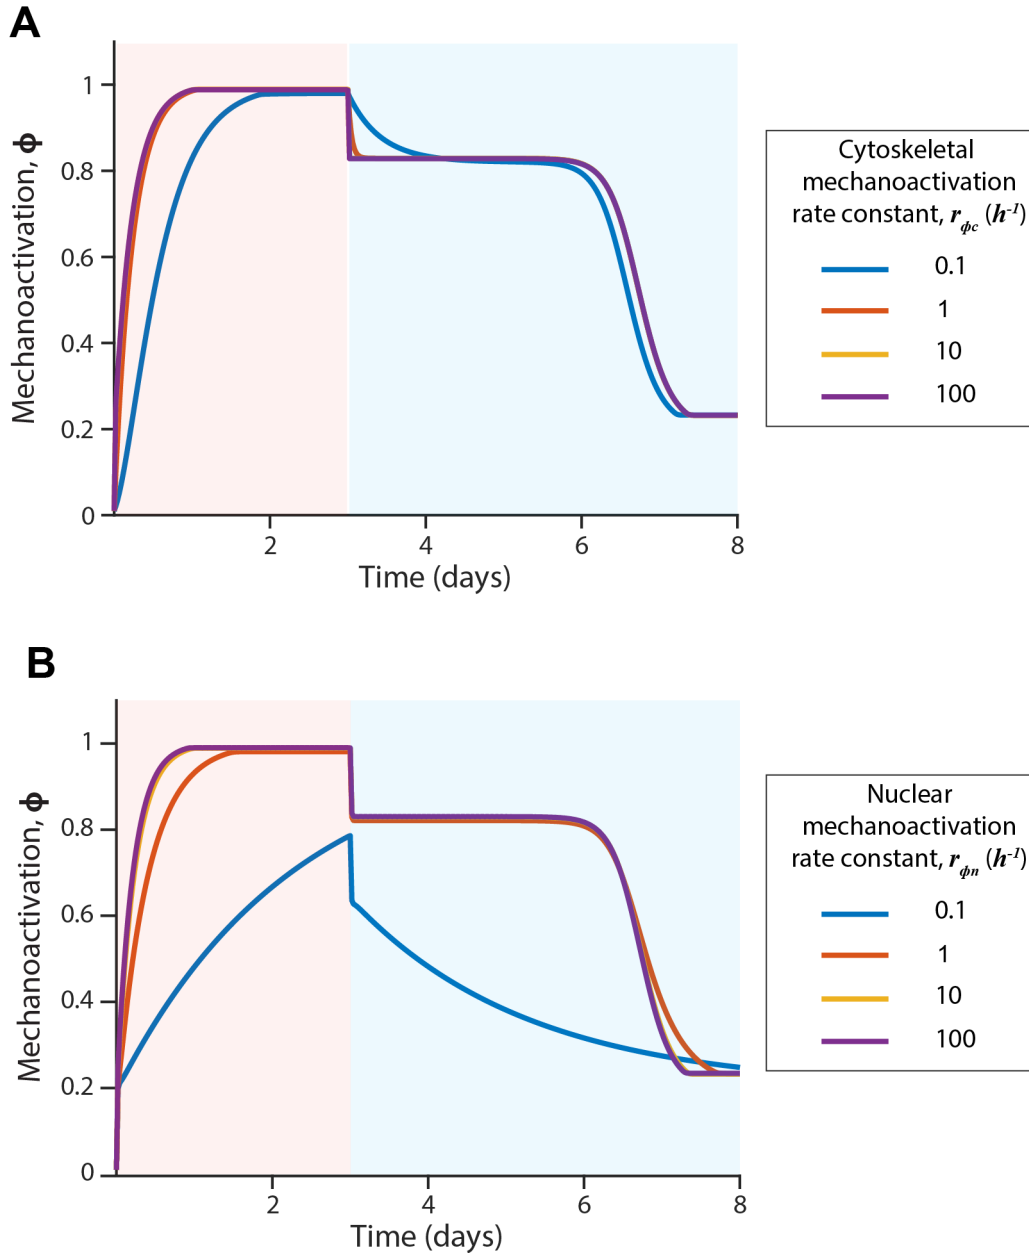 A
Mechanoactivation, ϕ
1
0.8
0.6
0.4
0.2
0
2
4
6
8
Time (days)
Cytoskeletal
mechanoactivation
rate constant, r_ϕc (h⁻¹)
0.1
1
10
100
B
Mechanoactivation, ϕ
1
0.8
0.6
0.4
0.2
0
2
4
6
8
Time (days)
Nuclear
mechanoactivation
rate constant, r_ϕn (h⁻¹)
0.1
1
10
100